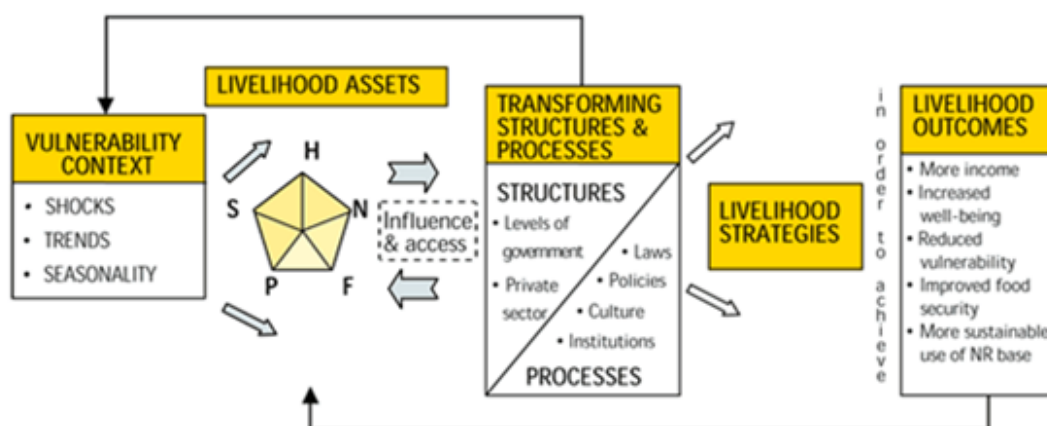 LIVELIHOOD ASSETS
VULNERABILITY
CONTEXT
• SHOCKS
• TRENDS
• SEASONALITY
H
S
N
P
F
Influence
& access
TRANSFORMING
STRUCTURES &
PROCESSES
STRUCTURES
• Levels of
government
• Private
sector
• Laws
• Policies
• Culture
• Institutions
PROCESSES
LIVELIHOOD
STRATEGIES
in order to achieve
LIVELIHOOD
OUTCOMES
• More income
• Increased
well-being
• Reduced
vulnerability
• Improved food
security
• More sustainable
use of NR base